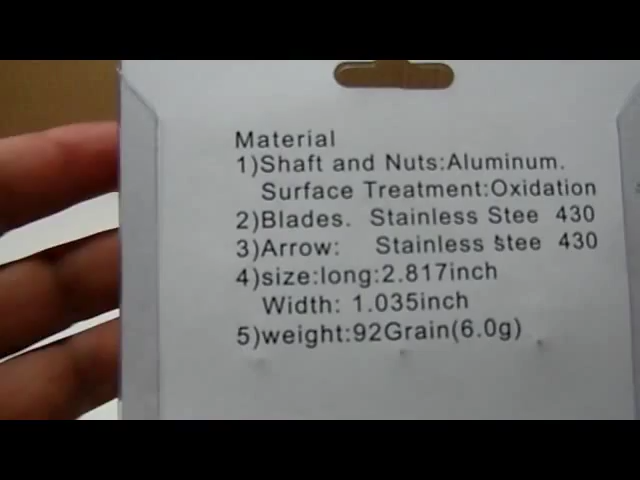 Material
1)Shaft and Nuts:Aluminum.
Surface Treatment:Oxidation
2)Blades. Stainless Stee 430
3)Arrow: Stainless stee 430
4)size:long:2.817inch
Width: 1.035inch
5)weight:92Grain(6.0g)